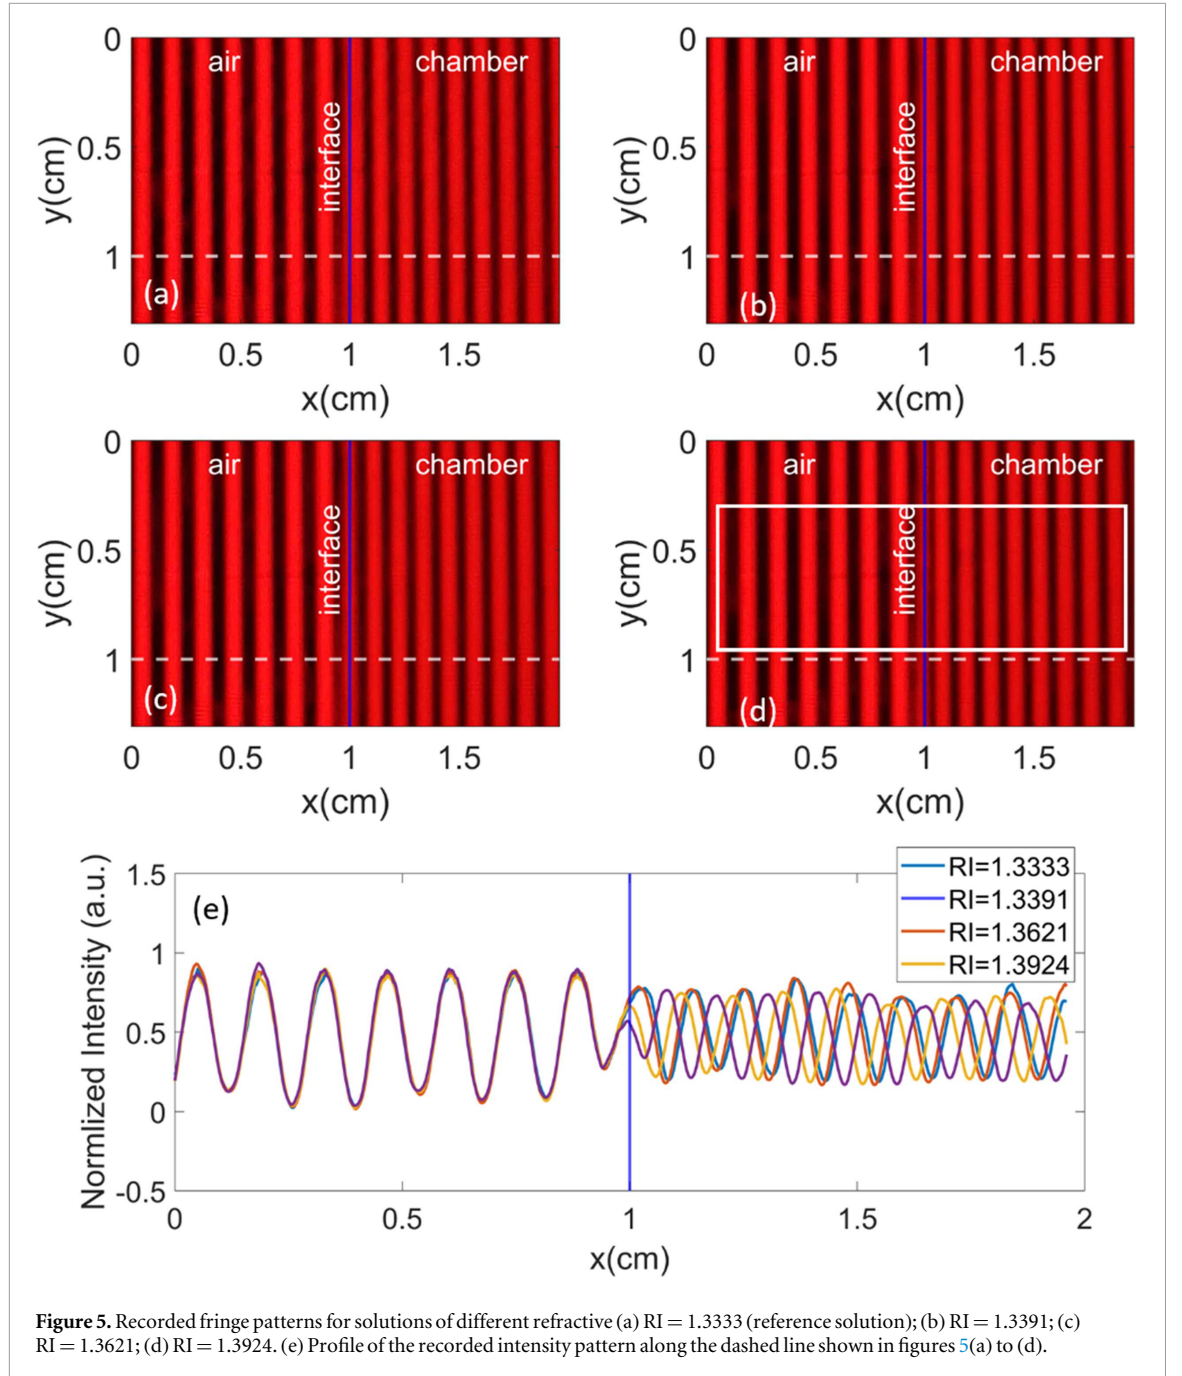 0
air
chamber
interface
0.5
y(cm)
1
(a)
0 0.5 1 1.5
x(cm)
0
air
chamber
interface
0.5
y(cm)
1
(b)
0 0.5 1 1.5
x(cm)
0
air
chamber
interface
0.5
y(cm)
1
(c)
0 0.5 1 1.5
x(cm)
0
air
chamber
interface
0.5
y(cm)
1
(d)
0 0.5 1 1.5
x(cm)
Normlized Intensity (a.u.)
1.5
1
0.5
0
-0.5
(e)
RI=1.3333
RI=1.3391
RI=1.3621
RI=1.3924
0 0.5 1 1.5 2
x(cm)
Figure 5. Recorded fringe patterns for solutions of different refractive (a) RI = 1.3333 (reference solution); (b) RI = 1.3391; (c)
RI = 1.3621; (d) RI = 1.3924. (e) Profile of the recorded intensity pattern along the dashed line shown in figures 5(a) to (d).